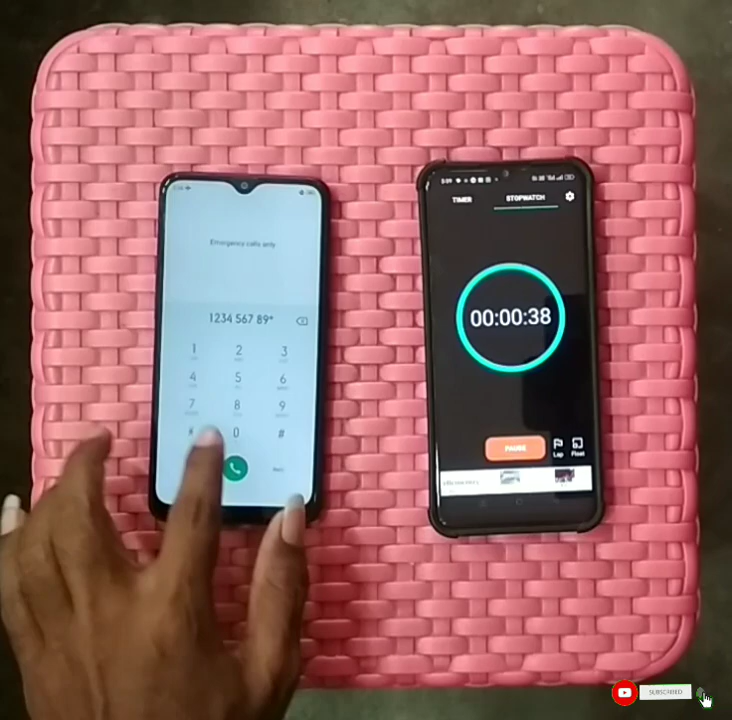 Emergency calls only
1234 567 89*
1 2 3
4 5 6
7 8 9
* 0 #
TIMER STOPWATCH
00:00:38
PAUSE
Lap Float
SUBSCRIBED